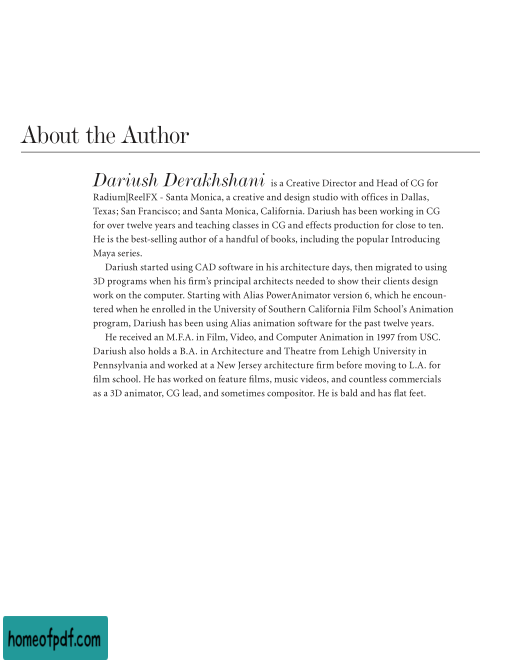 About the Author
Dariush Derakhshani is a Creative Director and Head of CG for
Radium|ReelFX - Santa Monica, a creative and design studio with offices in Dallas,
Texas; San Francisco; and Santa Monica, California. Dariush has been working in CG
for over twelve years and teaching classes in CG and effects production for close to ten.
He is the best-selling author of a handful of books, including the popular Introducing
Maya series.
Dariush started using CAD software in his architecture days, then migrated to using
3D programs when his firm's principal architects needed to show their clients design
work on the computer. Starting with Alias PowerAnimator version 6, which he encoun-
tered when he enrolled in the University of Southern California Film School's Animation
program, Dariush has been using Alias animation software for the past twelve years.
He received an M.F.A. in Film, Video, and Computer Animation in 1997 from USC.
Dariush also holds a B.A. in Architecture and Theatre from Lehigh University in
Pennsylvania and worked at a New Jersey architecture firm before moving to L.A. for
film school. He has worked on feature films, music videos, and countless commercials
as a 3D animator, CG lead, and sometimes compositor. He is bald and has flat feet.
homeofpdf.com